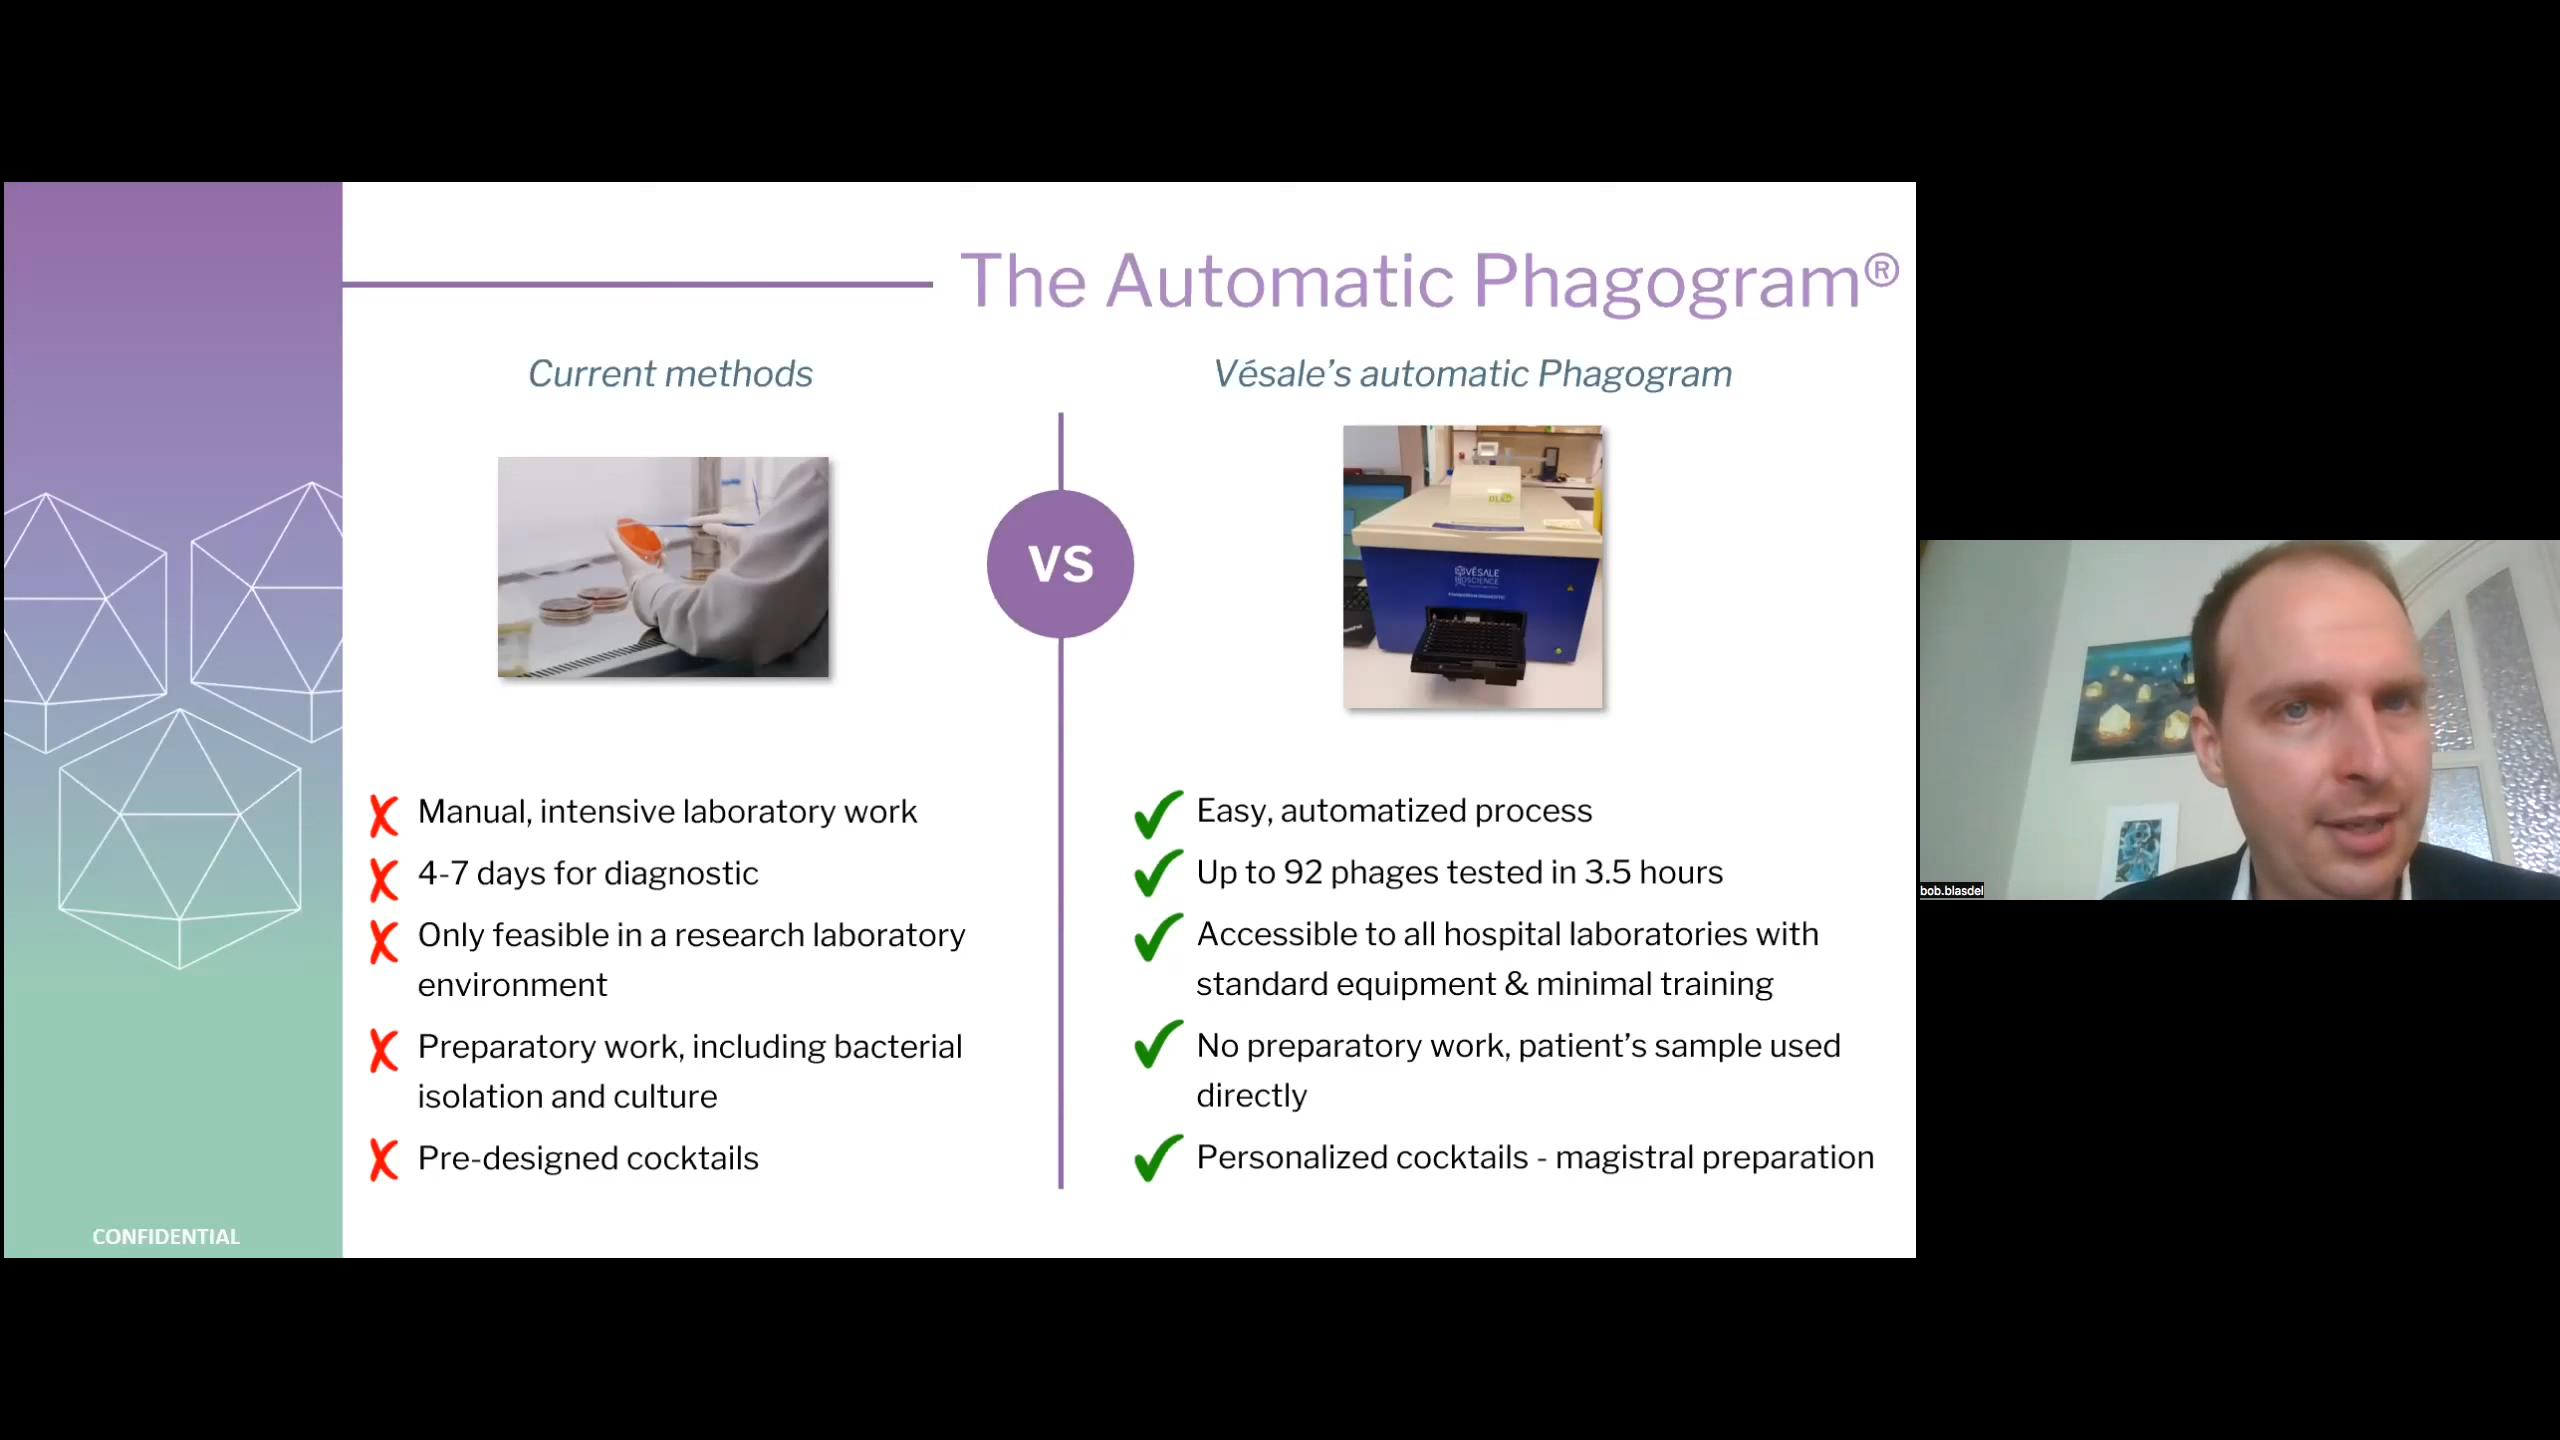 The Automatic Phagogram®
Current methods
Vésale’s automatic Phagogram
VS
VÉSALE
BIOSCIENCE
Manual, intensive laboratory work
4-7 days for diagnostic
Only feasible in a research laboratory
environment
Preparatory work, including bacterial
isolation and culture
Pre-designed cocktails
Easy, automatized process
Up to 92 phages tested in 3.5 hours
Accessible to all hospital laboratories with
standard equipment & minimal training
No preparatory work, patient’s sample used
directly
Personalized cocktails - magistral preparation
CONFIDENTIAL
bob.blasdel